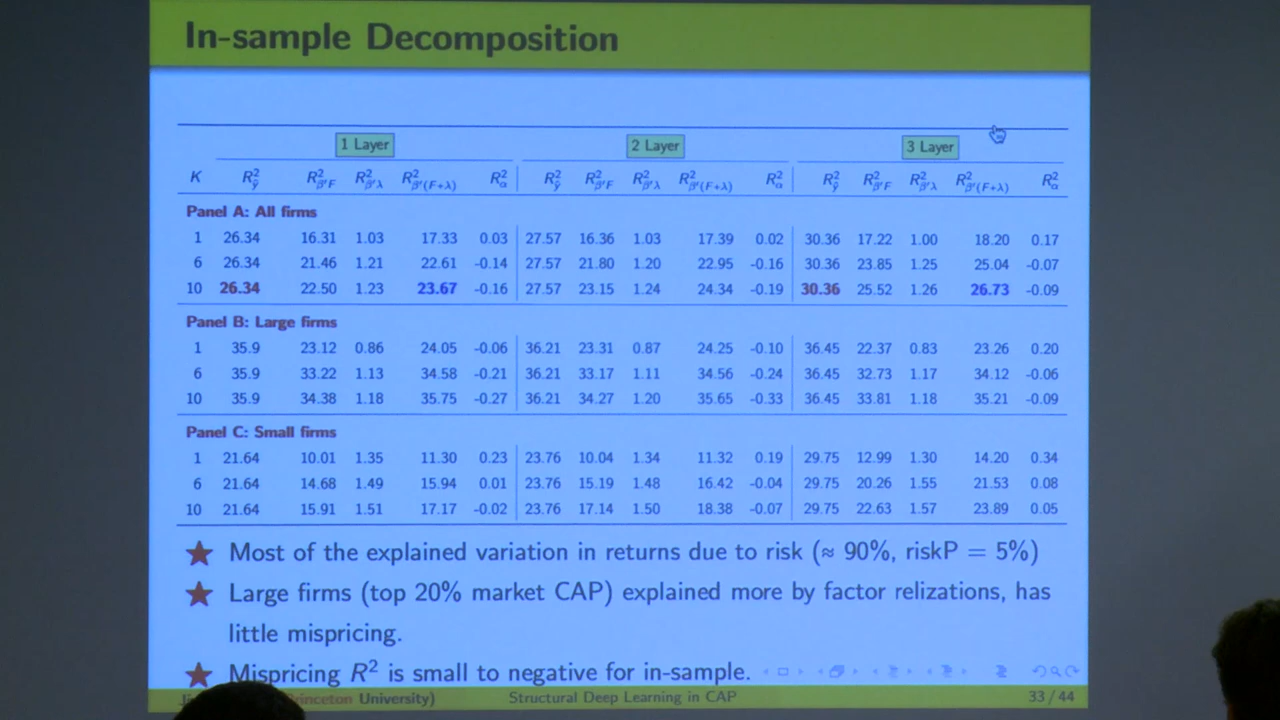 In-sample Decomposition
1 Layer 2 Layer 3 Layer
K R²_ŷ R²_β'F R²_β'λ R²_β'(F+λ) R²_α R²_ŷ R²_β'F R²_β'λ R²_β'(F+λ) R²_α R²_ŷ R²_β'F R²_β'λ R²_β'(F+λ) R²_α
Panel A: All firms
1 26.34 16.31 1.03 17.33 0.03 27.57 16.36 1.03 17.39 0.02 30.36 17.22 1.00 18.20 0.17
6 26.34 21.46 1.21 22.61 -0.14 27.57 21.80 1.20 22.95 -0.16 30.36 23.85 1.25 25.04 -0.07
10 26.34 22.50 1.23 23.67 -0.16 27.57 23.15 1.24 24.34 -0.19 30.36 25.52 1.26 26.73 -0.09
Panel B: Large firms
1 35.9 23.12 0.86 24.05 -0.06 36.21 23.31 0.87 24.25 -0.10 36.45 22.37 0.83 23.26 0.20
6 35.9 33.22 1.13 34.58 -0.21 36.21 33.17 1.11 34.56 -0.24 36.45 32.73 1.17 34.12 -0.06
10 35.9 34.38 1.18 35.75 -0.27 36.21 34.27 1.20 35.65 -0.33 36.45 33.81 1.18 35.21 -0.09
Panel C: Small firms
1 21.64 10.01 1.35 11.30 0.23 23.76 10.04 1.34 11.32 0.19 29.75 12.99 1.30 14.20 0.34
6 21.64 14.68 1.49 15.94 0.01 23.76 15.19 1.48 16.42 -0.04 29.75 20.26 1.55 21.53 0.08
10 21.64 15.91 1.51 17.17 -0.02 23.76 17.14 1.50 18.38 -0.07 29.75 22.63 1.57 23.89 0.05
★ Most of the explained variation in returns due to risk (≈ 90%, riskP = 5%)
★ Large firms (top 20% market CAP) explained more by factor relizations, has
little mispricing.
★ Mispricing R² is small to negative for in-sample.
University) Structural Deep Learning in CAP 33 / 44